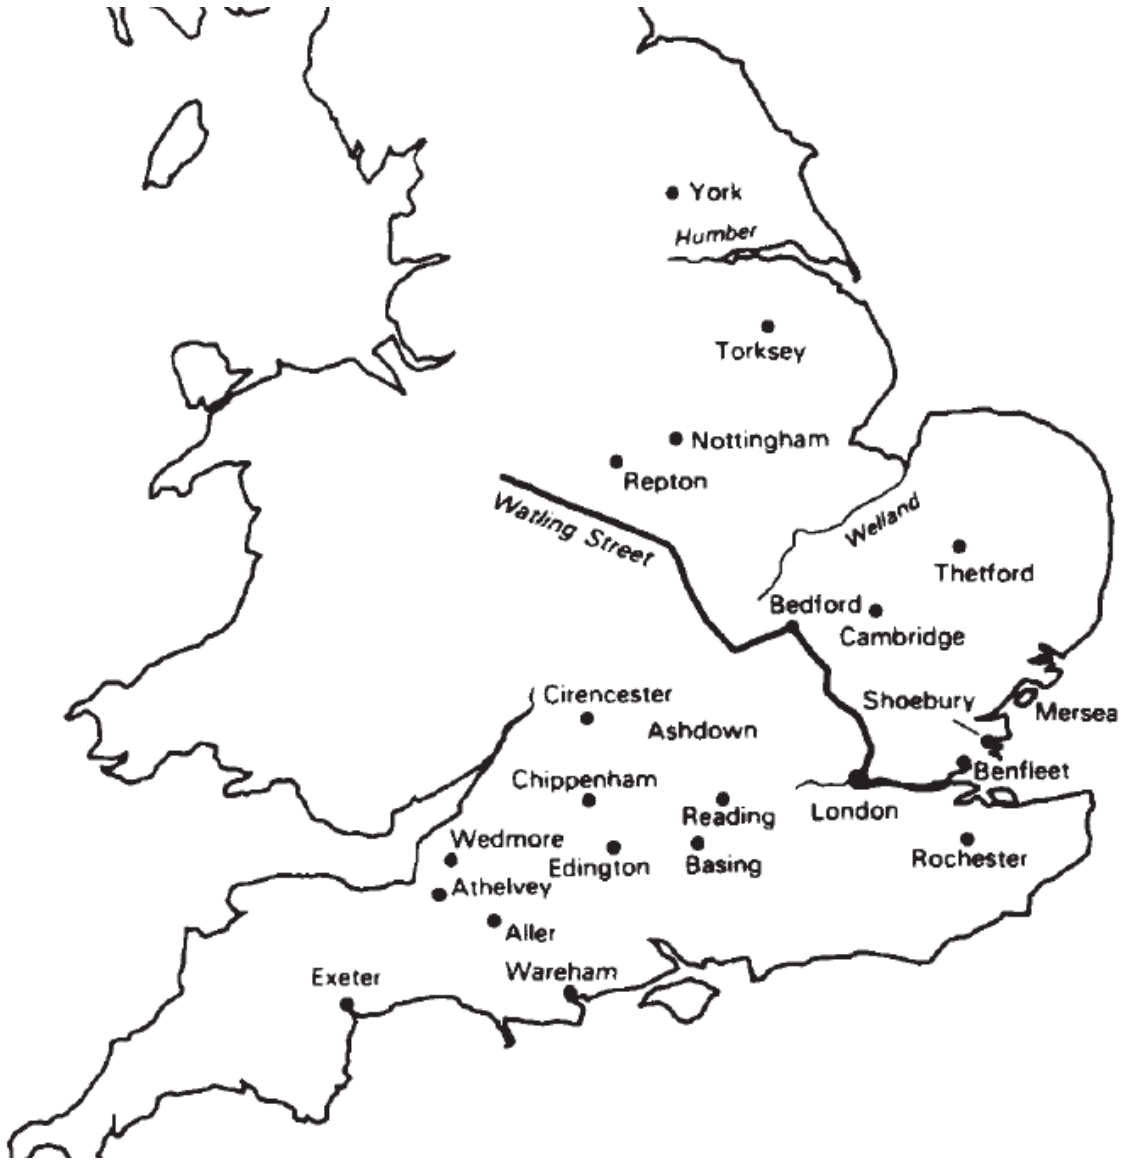 York
Humber
Torksey
Nottingham
Repton
Watling Street
Welland
Thetford
Bedford
Cambridge
Cirencester
Shoebury
Mersea
Ashdown
Chippenham
Benfleet
Reading
London
Wedmore
Edington
Basing
Rochester
Athelvey
Aller
Wareham
Exeter